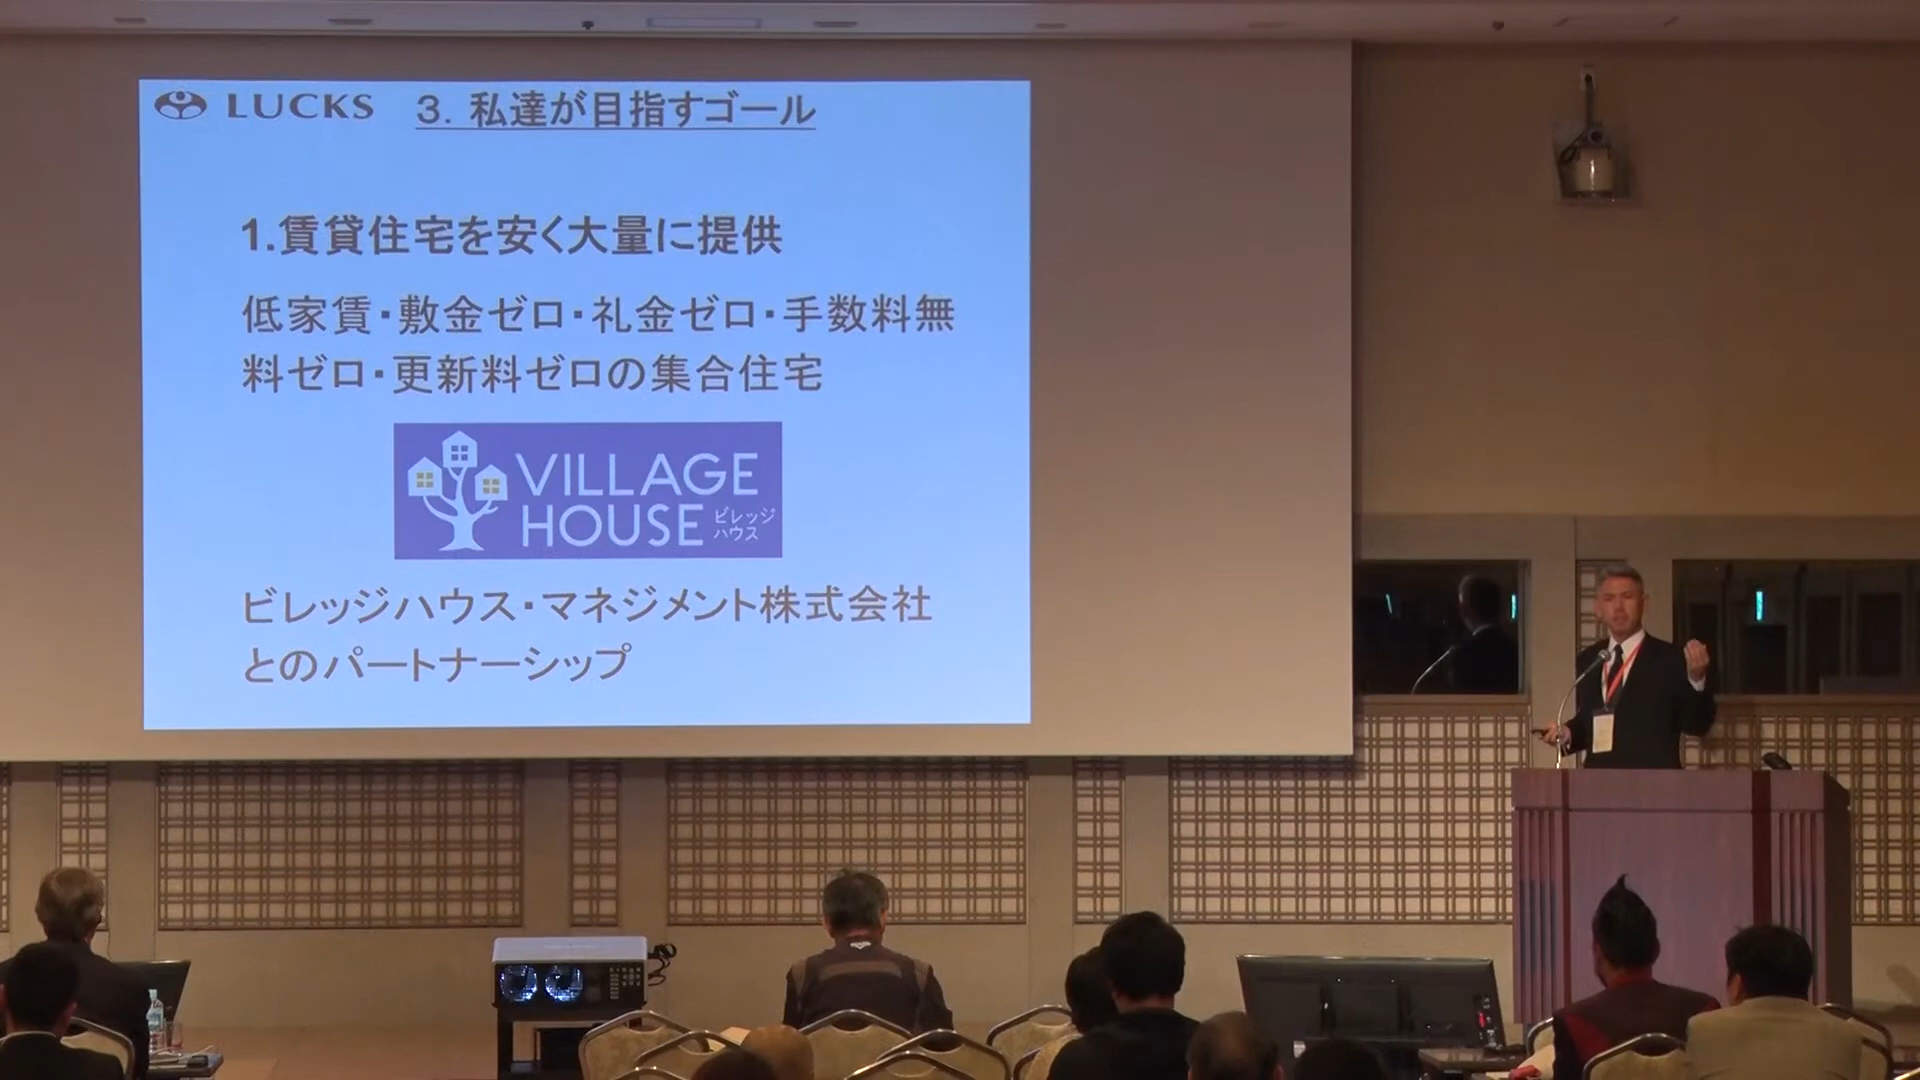 LUCKS 3. 私達が目指すゴール
1.賃貸住宅を安く大量に提供
低家賃・敷金ゼロ・礼金ゼロ・手数料無
料ゼロ・更新料ゼロの集合住宅
VILLAGE
HOUSE ビレッジ
ハウス
ビレッジハウス・マネジメント株式会社
とのパートナーシップ